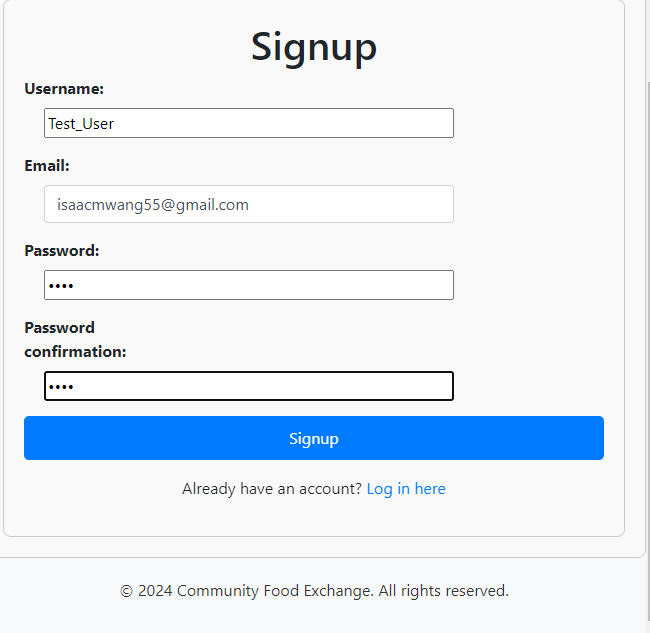 Signup
Username:
Test_User
Email:
isaacmwang55@gmail.com
Password:
••••
Password
confirmation:
••••
Signup
Already have an account? Log in here
© 2024 Community Food Exchange. All rights reserved.